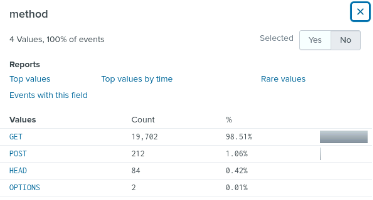 method
4 Values, 100% of events Selected Yes No
Reports
Top values Top values by time Rare values
Events with this field
Values Count %
GET 19,702 98.51%
POST 212 1.06%
HEAD 84 0.42%
OPTIONS 2 0.01%